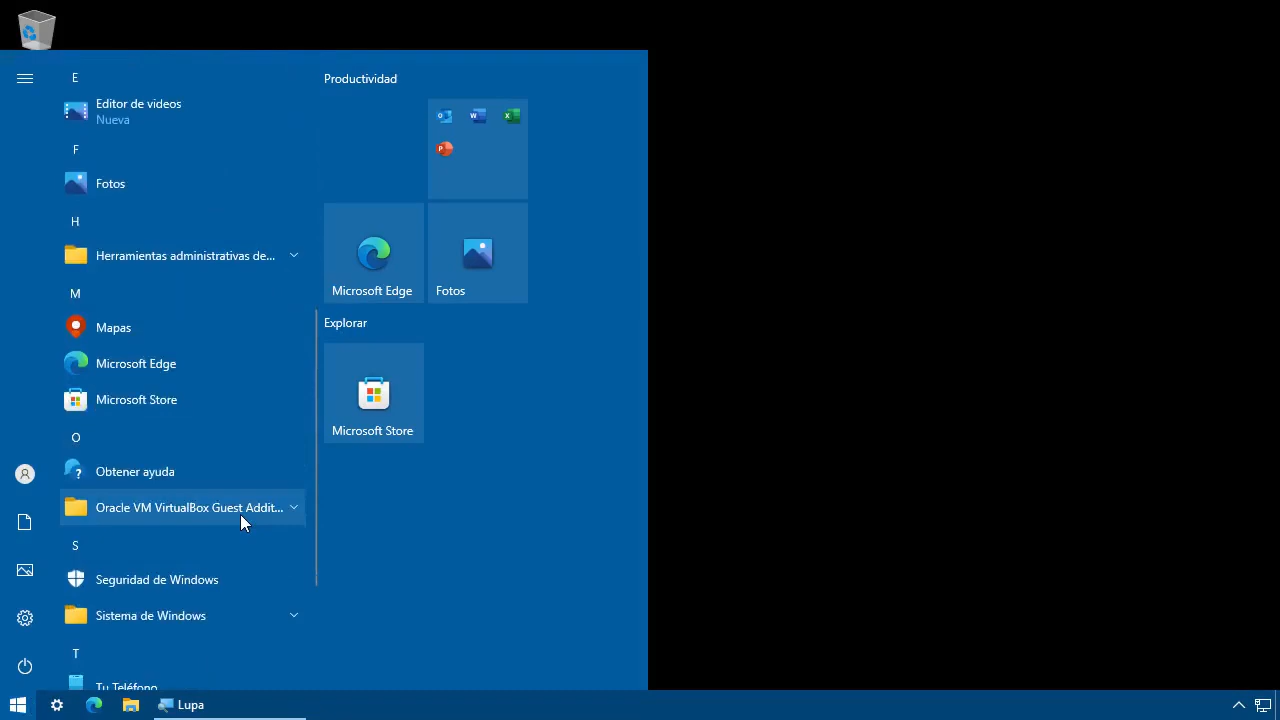 E
Editor de videos
Nueva
F
Fotos
H
Herramientas administrativas de...
M
Mapas
Microsoft Edge
Microsoft Store
O
Obtener ayuda
Oracle VM VirtualBox Guest Addit...
S
Seguridad de Windows
Sistema de Windows
T
Tu Teléfono
Productividad
Microsoft Edge
Fotos
Explorar
Microsoft Store
Lupa